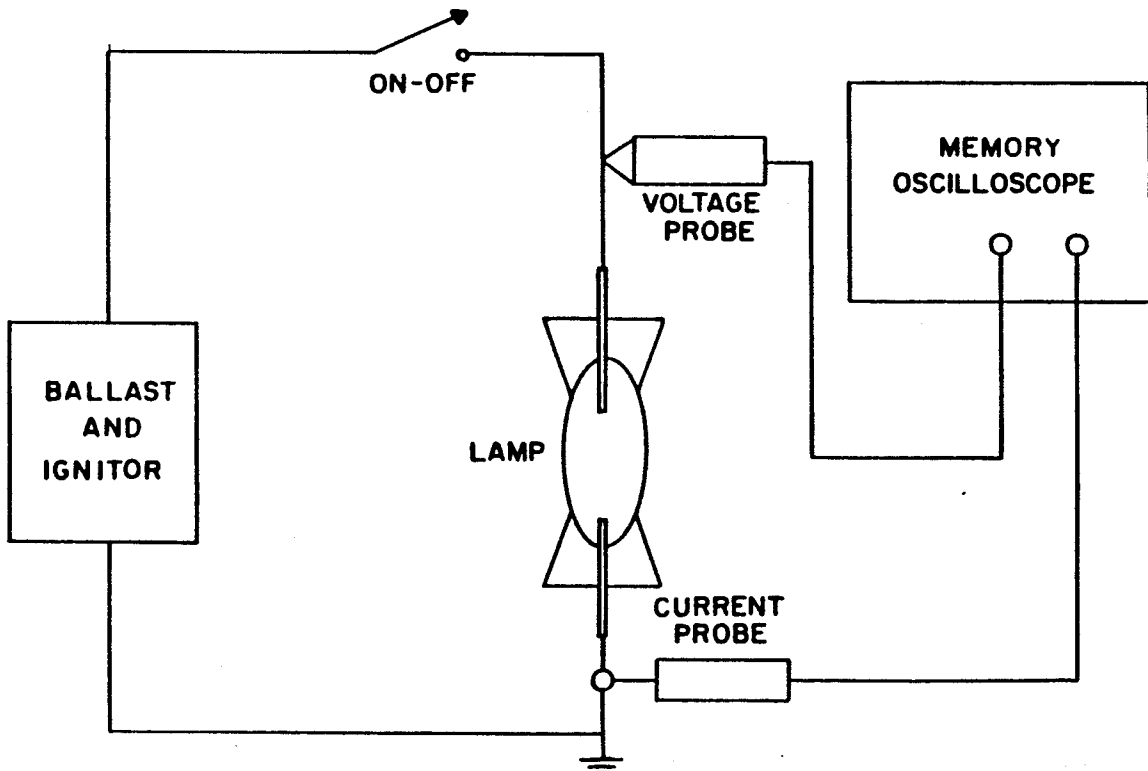 ON-OFF
MEMORY
OSCILLOSCOPE
VOLTAGE
PROBE
BALLAST
AND
IGNITOR
LAMP
CURRENT
PROBE